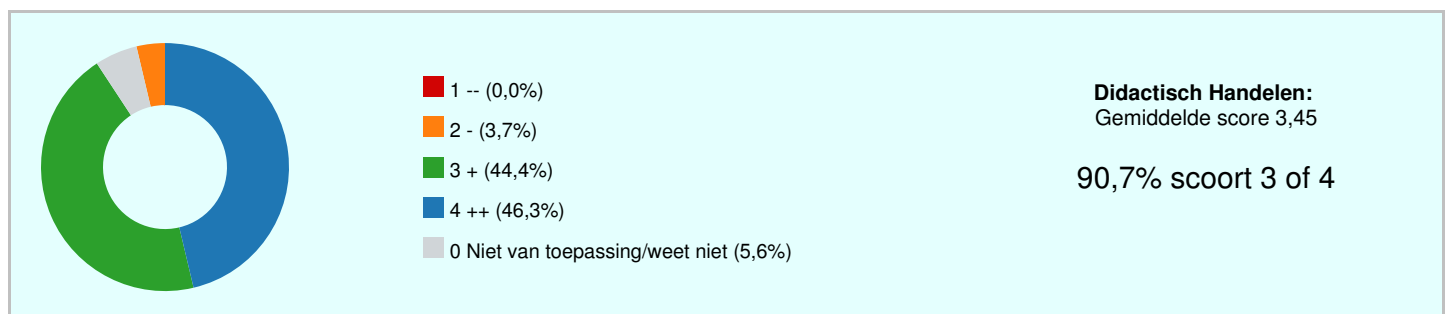 1 -- (0,0%)
2 - (3,7%)
3 + (44,4%)
4 ++ (46,3%)
0 Niet van toepassing/weet niet (5,6%)
Didactisch Handelen:
Gemiddelde score 3,45
90,7% scoort 3 of 4